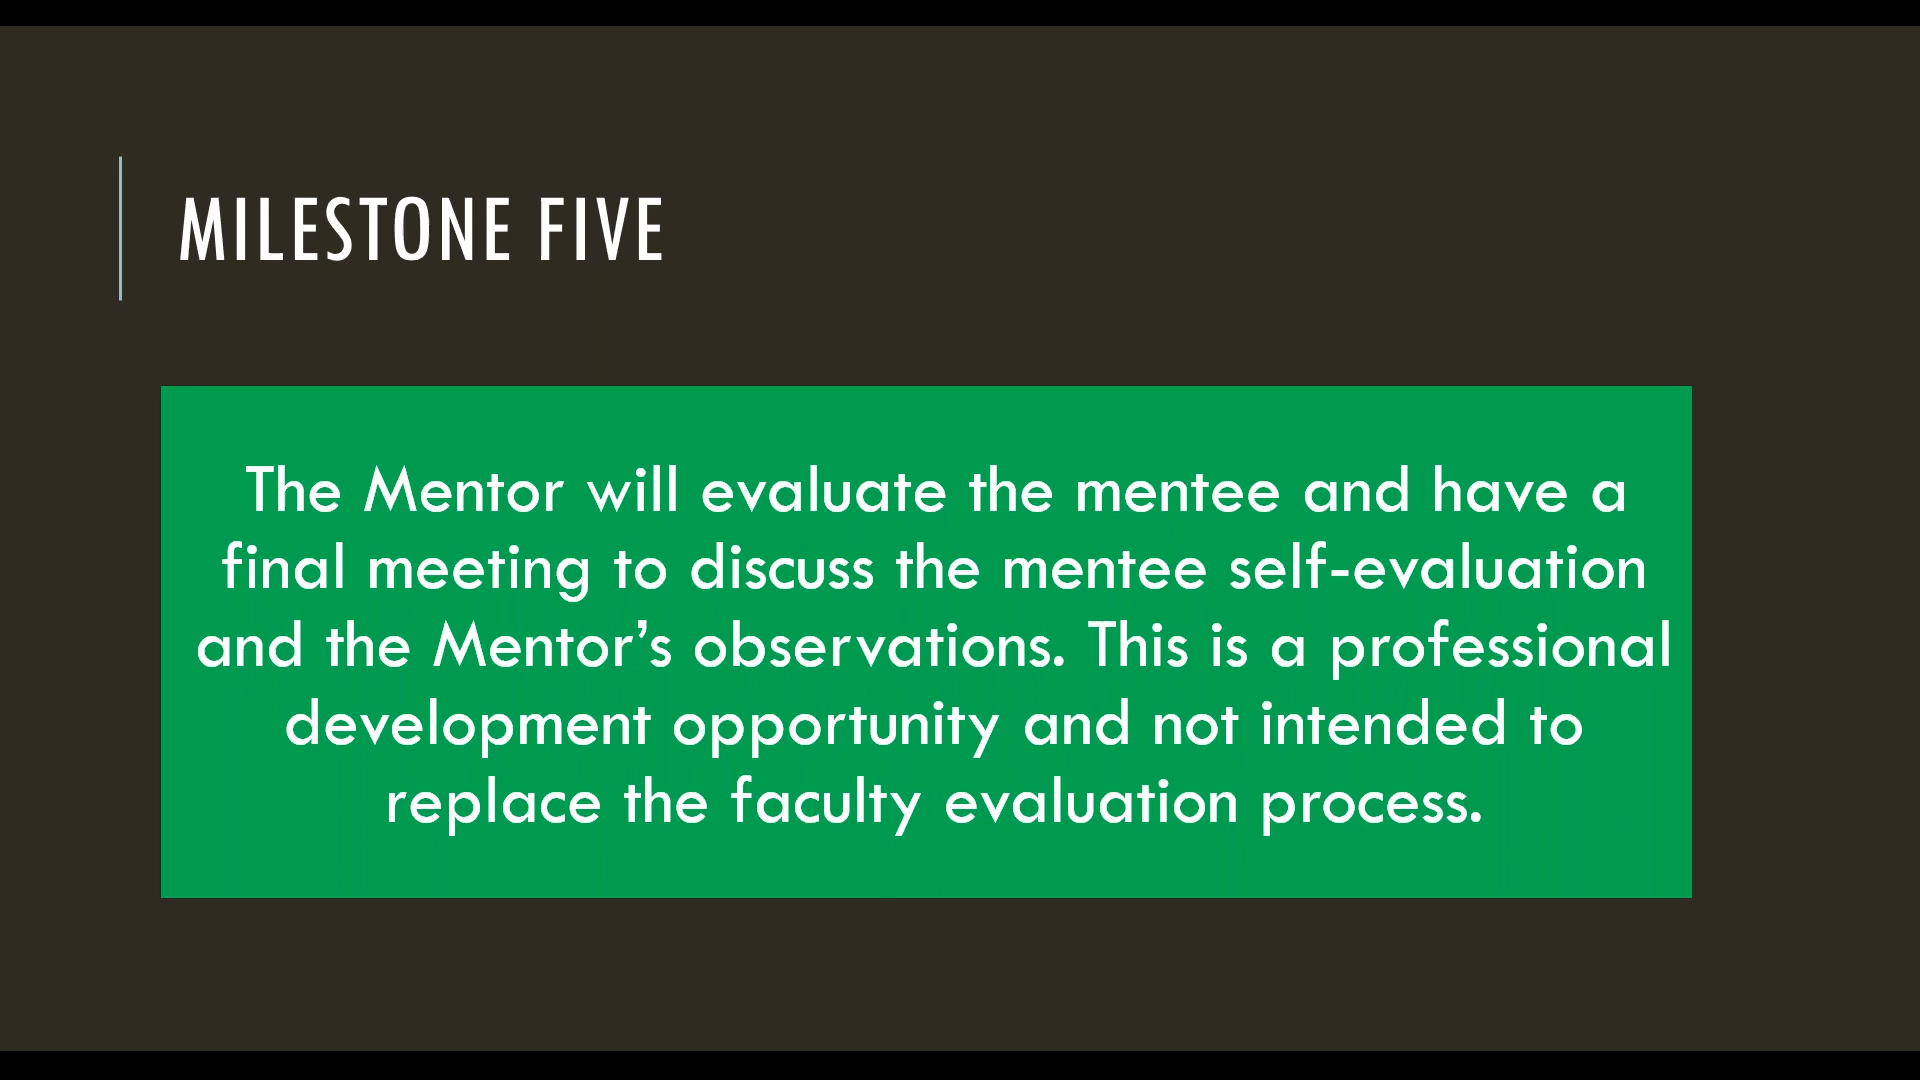 MILESTONE FIVE
The Mentor will evaluate the mentee and have a
final meeting to discuss the mentee self-evaluation
and the Mentor’s observations. This is a professional
development opportunity and not intended to
replace the faculty evaluation process.